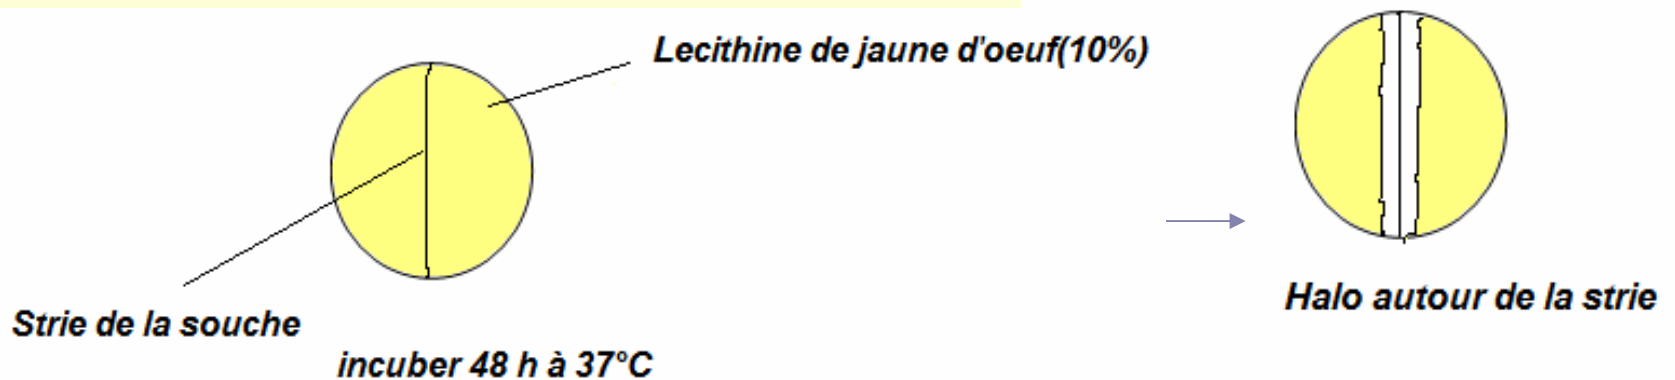 Lecithine de jaune d'oeuf(10%)
Strie de la souche
incuber 48 h à 37°C
Halo autour de la strie